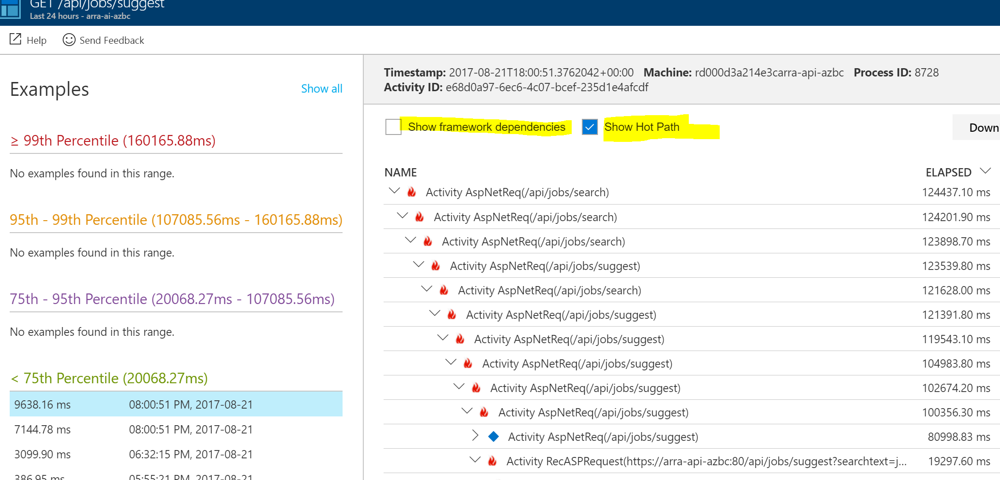 GET /api/jobs/suggest
Last 24 hours - arra-ai-azbc
Help
Send Feedback
Examples
Show all
≥ 99th Percentile (160165.88ms)
No examples found in this range.
95th - 99th Percentile (107085.56ms - 160165.88ms)
No examples found in this range.
75th - 95th Percentile (20068.27ms - 107085.56ms)
No examples found in this range.
< 75th Percentile (20068.27ms)
9638.16 ms 08:00:51 PM, 2017-08-21
7144.78 ms 08:00:51 PM, 2017-08-21
3099.90 ms 06:32:15 PM, 2017-08-21
386.95 ms 05:55:21 PM, 2017-08-21
Timestamp: 2017-08-21T18:00:51.3762042+00:00 Machine: rd000d3a214e3carra-api-azbc Process ID: 8728
Activity ID: e68d0a97-6ec6-4c07-bcef-235d1e4afcdf
Show framework dependencies
Show Hot Path
Down
NAME ELAPSED
Activity AspNetReq(/api/jobs/search) 124437.10 ms
Activity AspNetReq(/api/jobs/search) 124201.90 ms
Activity AspNetReq(/api/jobs/search) 123898.70 ms
Activity AspNetReq(/api/jobs/suggest) 123539.80 ms
Activity AspNetReq(/api/jobs/search) 121628.00 ms
Activity AspNetReq(/api/jobs/suggest) 121391.80 ms
Activity AspNetReq(/api/jobs/suggest) 119543.10 ms
Activity AspNetReq(/api/jobs/suggest) 104983.80 ms
Activity AspNetReq(/api/jobs/suggest) 102674.20 ms
Activity AspNetReq(/api/jobs/suggest) 100356.30 ms
Activity AspNetReq(/api/jobs/suggest) 80998.83 ms
Activity RecASPRequest(https://arra-api-azbc:80/api/jobs/suggest?searchtext=j... 19297.60 ms